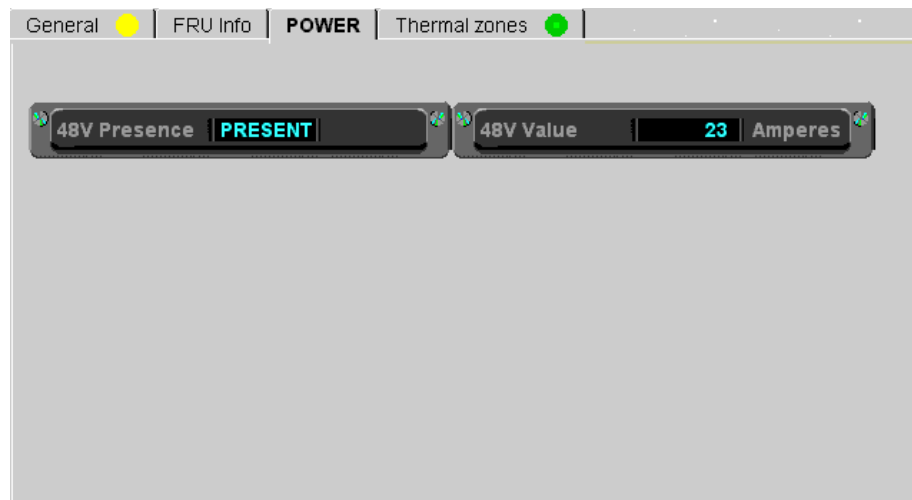 General FRU Info POWER Thermal zones
48V Presence PRESENT 48V Value 23 Amperes